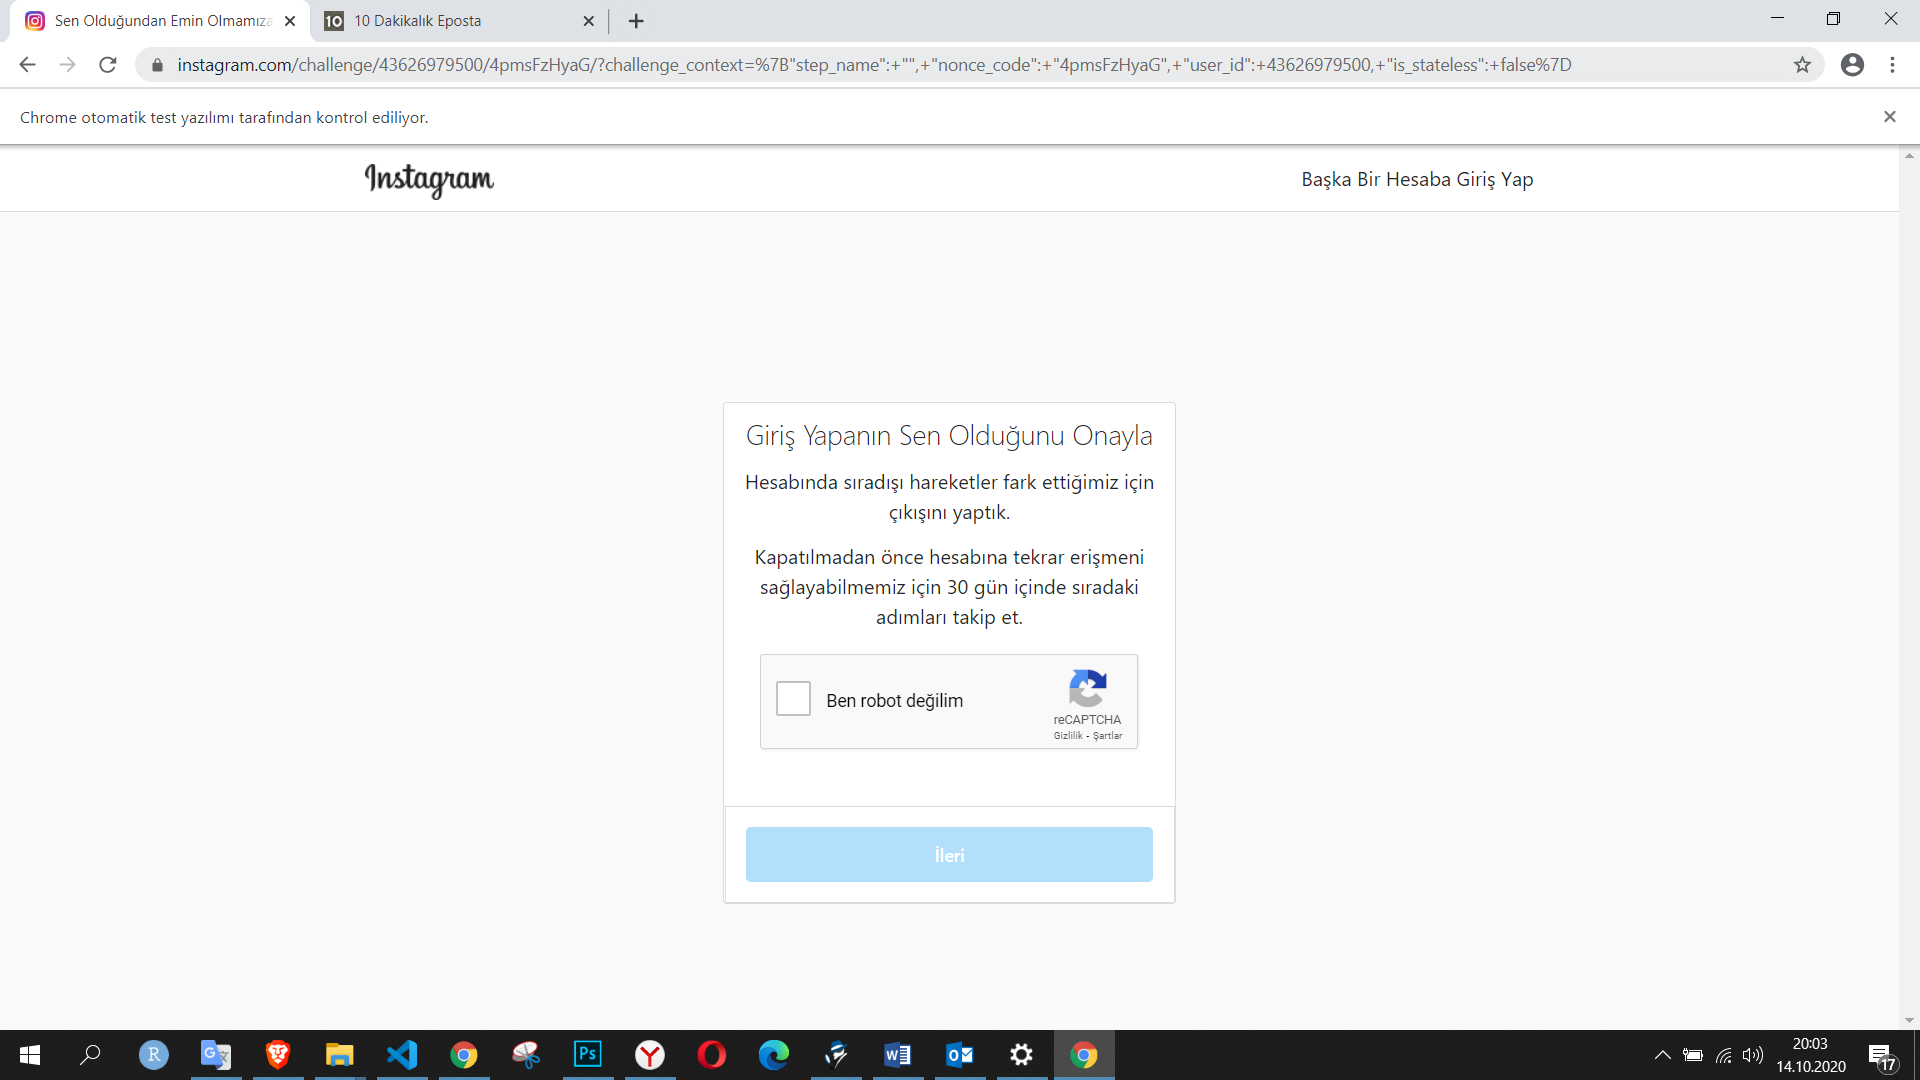 Sen Olduğundan Emin Olmamıza
10 Dakikalık Eposta
instagram.com/challenge/43626979500/4pmsFzHyaG/?challenge_context=%7B"step_name":+"",+"nonce_code":+"4pmsFzHyaG",+"user_id":+43626979500,+"is_stateless":+false%7D
Chrome otomatik test yazılımı tarafından kontrol ediliyor.
Instagram
Başka Bir Hesaba Giriş Yap
Giriş Yapanın Sen Olduğunu Onayla
Hesabında sıradışı hareketler fark ettiğimiz için
çıkışını yaptık.
Kapatılmadan önce hesabına tekrar erişmeni
sağlayabilmemiz için 30 gün içinde sıradaki
adımları takip et.
Ben robot değilim
reCAPTCHA
Gizlilik - Şartlar
İleri
20:03
14.10.2020
17